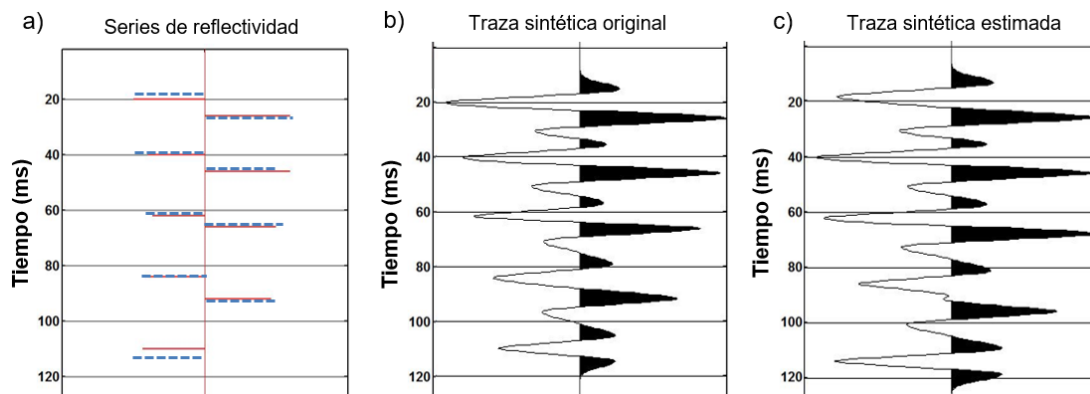 a)
Series de reflectividad
Tiempo (ms)
20
40
60
80
100
120
b)
Traza sintética original
Tiempo (ms)
20
40
60
80
100
120
c)
Traza sintética estimada
Tiempo (ms)
20
40
60
80
100
120